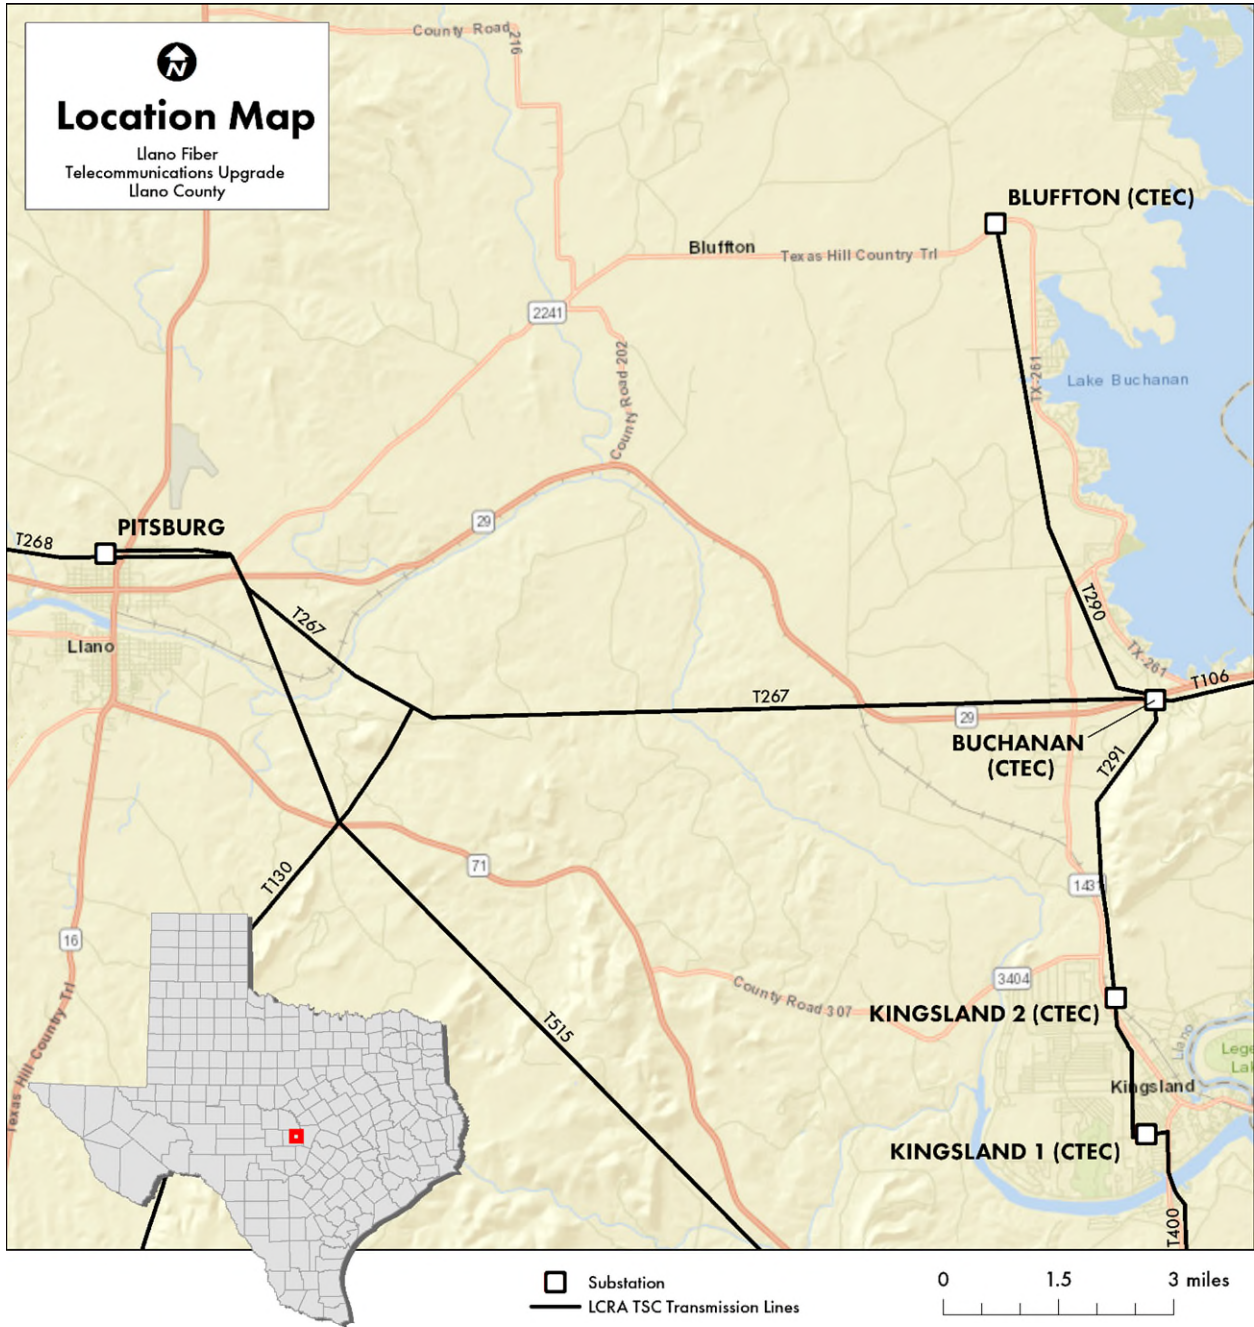 N
Location Map
Llano Fiber
Telecommunications Upgrade
Llano County
County Road 216
BLUFFTON (CTEC)
Bluffton
Texas Hill Country Trl
2241
County Road 202
TX-261
Lake Buchanan
29
PITSBURG
T268
T267
T290
Llano
TX-261
T106
T267
29
BUCHANAN
(CTEC)
T291
71
T130
1431
16
3404
County Road 307
KINGSLAND 2 (CTEC)
T515
Llano
Texas Hill Country Trl
Kingsland
KINGSLAND 1 (CTEC)
T400
Substation
LCRA TSC Transmission Lines
0 1.5 3 miles